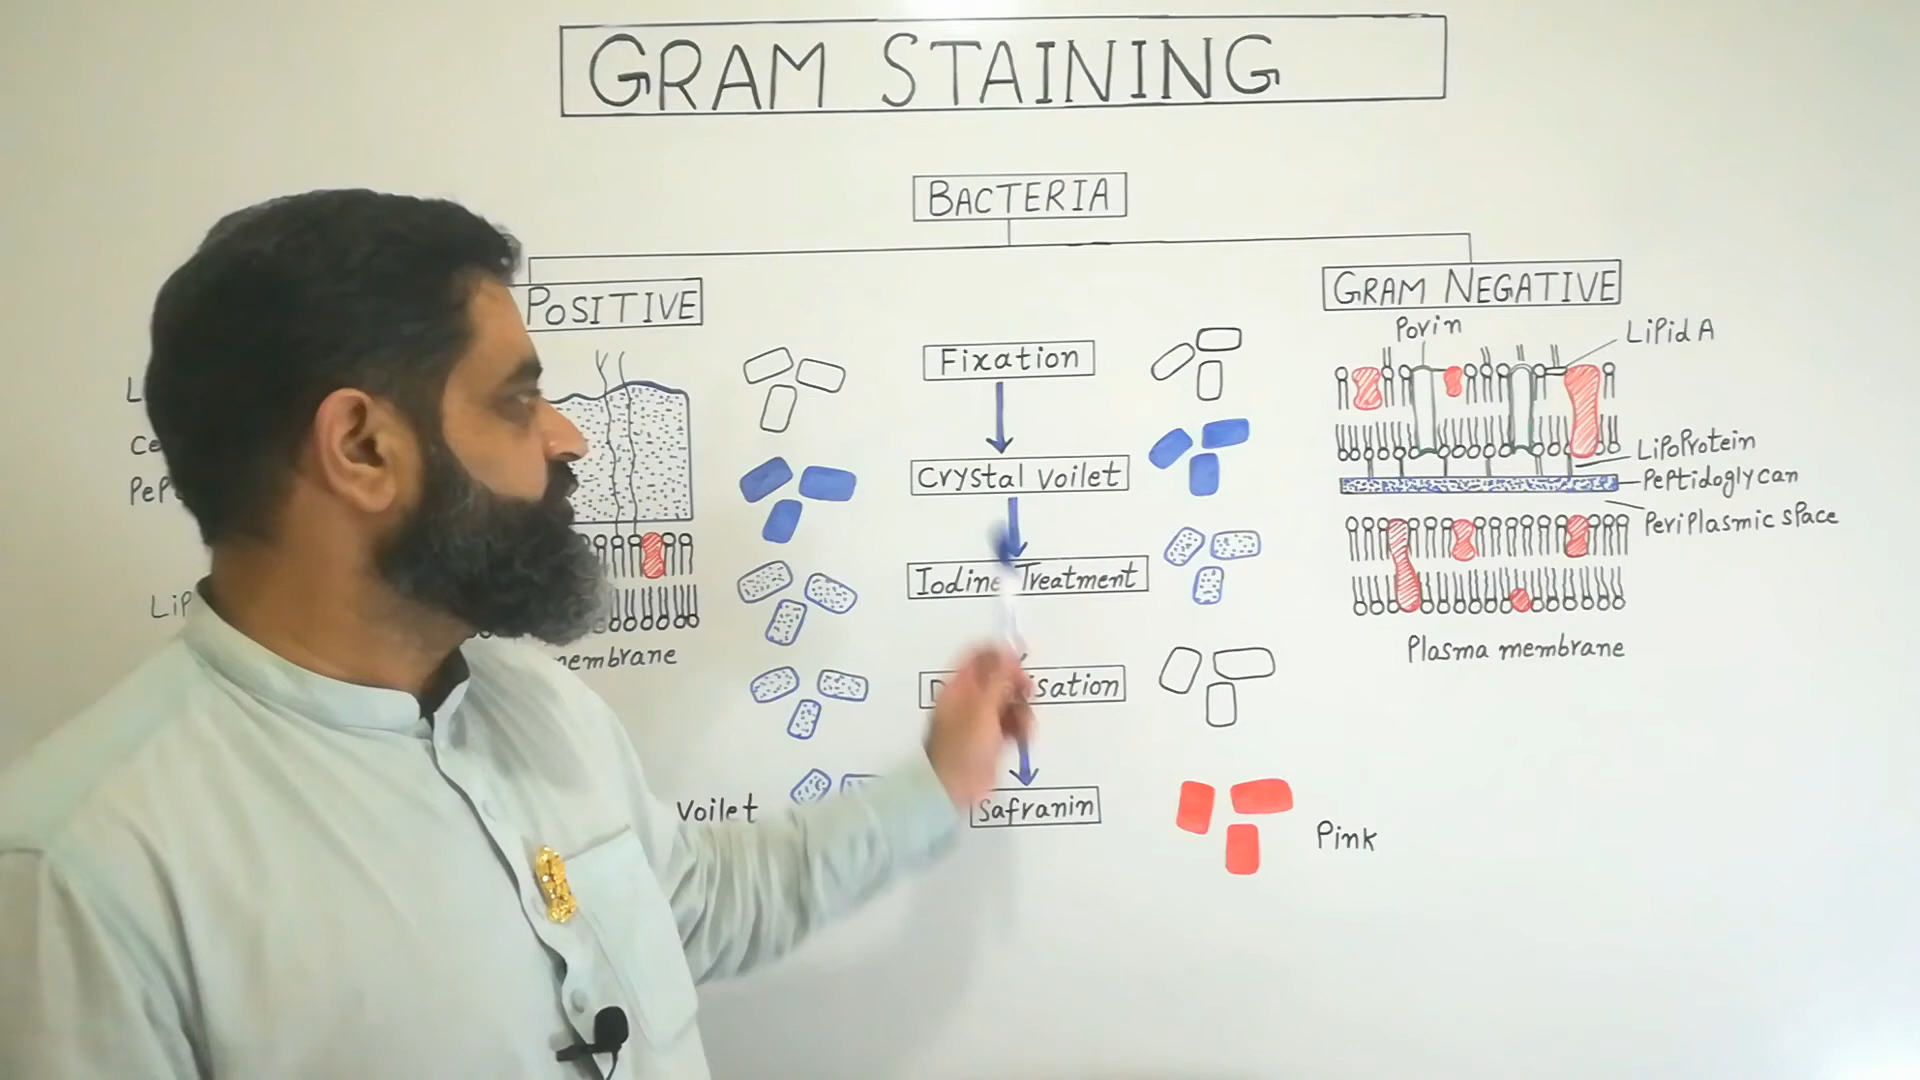 GRAM STAINING
BACTERIA
POSITIVE
GRAM NEGATIVE
Porin
LiPid A
Fixation
Crystal Voilet
Iodine Treatment
Safranin
LiPoProtein
PePtidoglycan
PeriPlasmic sPace
Plasma membrane
membrane
Voilet
Pink